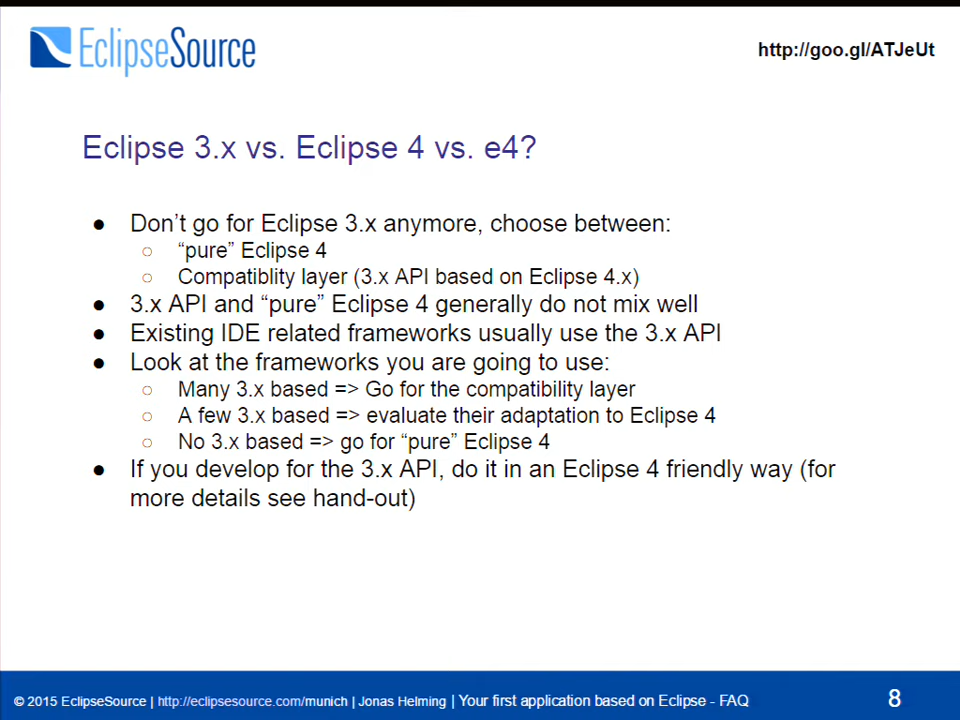 EclipseSource
http://goo.gl/ATJeUt
Eclipse 3.x vs. Eclipse 4 vs. e4?
● Don't go for Eclipse 3.x anymore, choose between:
○ “pure” Eclipse 4
○ Compatiblity layer (3.x API based on Eclipse 4.x)
● 3.x API and “pure” Eclipse 4 generally do not mix well
● Existing IDE related frameworks usually use the 3.x API
● Look at the frameworks you are going to use:
○ Many 3.x based => Go for the compatibility layer
○ A few 3.x based => evaluate their adaptation to Eclipse 4
○ No 3.x based => go for “pure” Eclipse 4
● If you develop for the 3.x API, do it in an Eclipse 4 friendly way (for
more details see hand-out)
© 2015 EclipseSource | http://eclipsesource.com/munich | Jonas Helming | Your first application based on Eclipse - FAQ
8